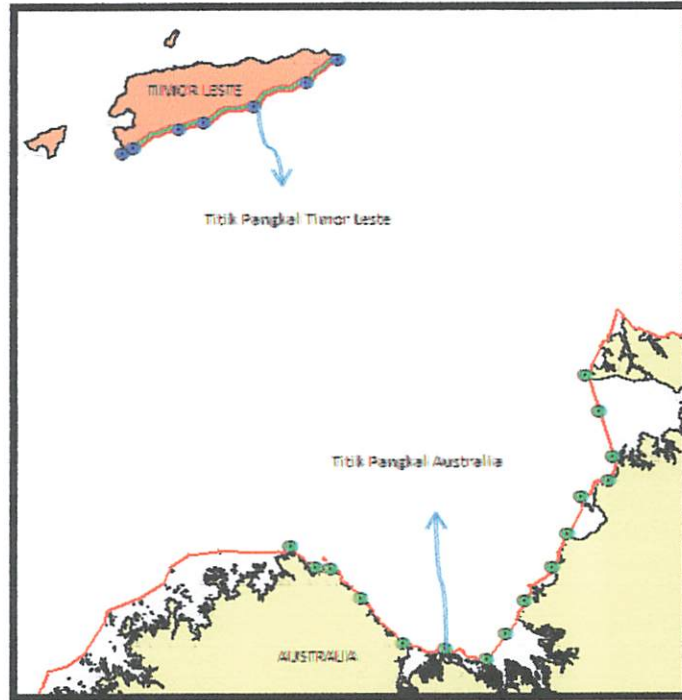 TIMOR LESTE
Titik Pangkal Timor Leste
Titik Pangkal Australia
AUSTRALIA